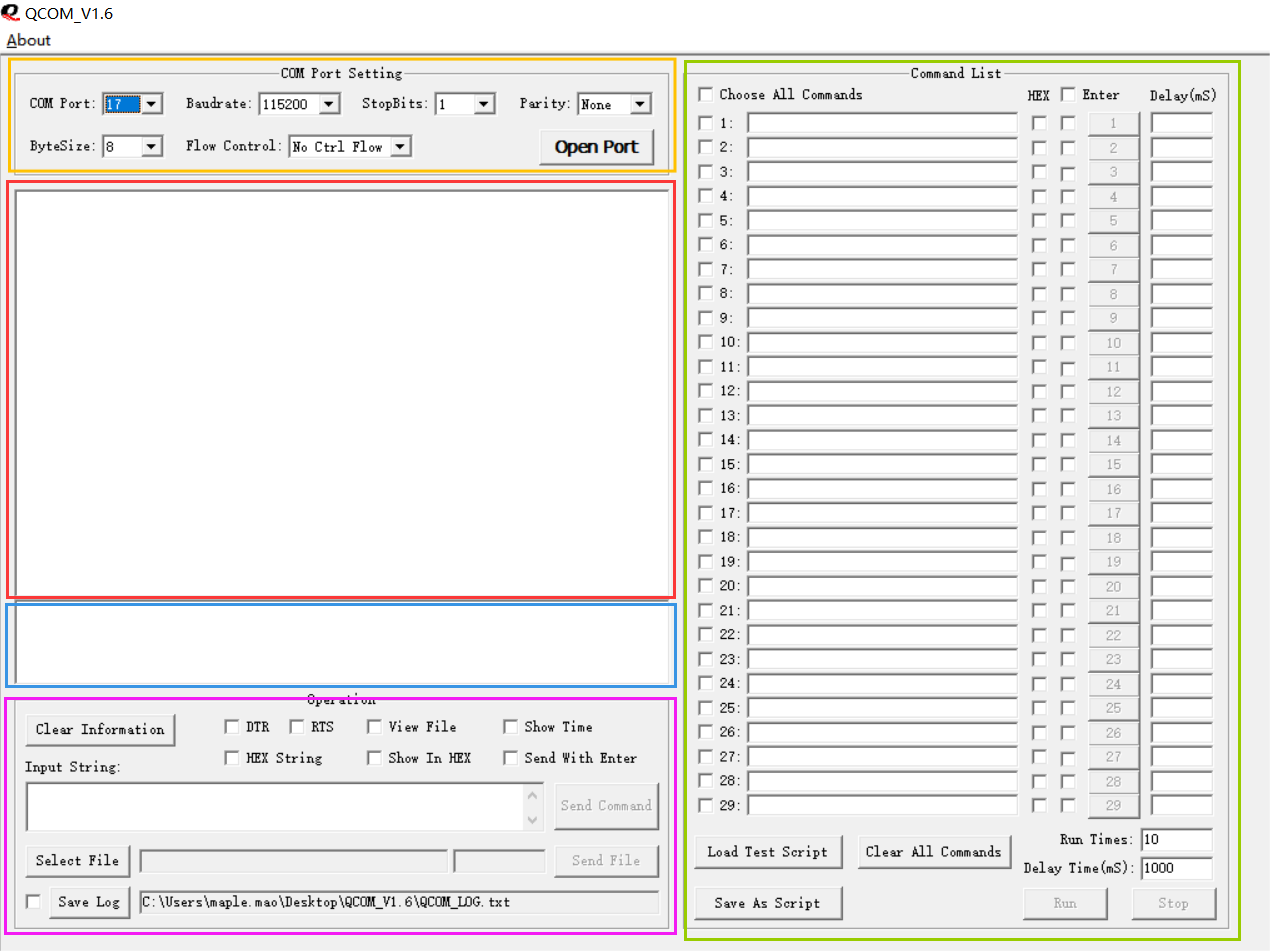 QCOM_V1.6
About
COM Port Setting
COM Port: 17 Baudrate: 115200 StopBits: 1 Parity: None
ByteSize: 8 Flow Control: No Ctrl Flow Open Port
Operation
Clear Information DTR RTS View File Show Time
HEX String Show In HEX Send With Enter
Input String:
Send Command
Select File Send File
Save Log C:\Users\maple.mao\Desktop\QCOM_V1.6\QCOM_LOG.txt
Command List
Choose All Commands HEX Enter Delay(mS)
1: 1
2: 2
3: 3
4: 4
5: 5
6: 6
7: 7
8: 8
9: 9
10: 10
11: 11
12: 12
13: 13
14: 14
15: 15
16: 16
17: 17
18: 18
19: 19
20: 20
21: 21
22: 22
23: 23
24: 24
25: 25
26: 26
27: 27
28: 28
29: 29
Run Times: 10
Load Test Script Clear All Commands
Delay Time(mS): 1000
Save As Script Run Stop